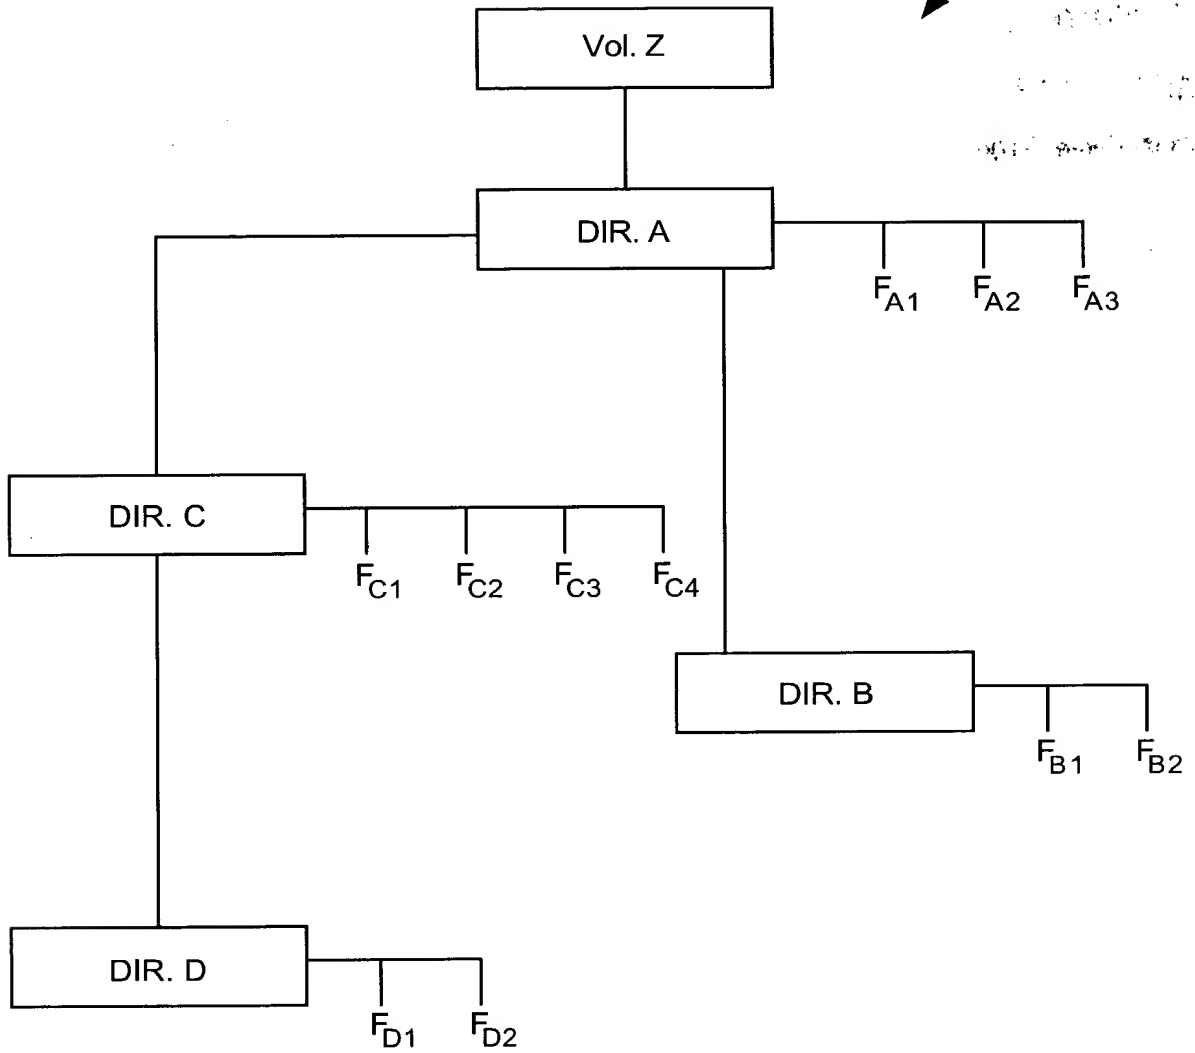 Vol. Z
DIR. A
FA1 FA2 FA3
DIR. C
FC1 FC2 FC3 FC4
DIR. B
FB1 FB2
DIR. D
FD1 FD2